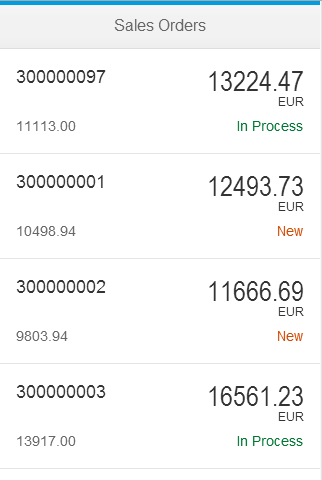 Sales Orders
300000097 13224.47
EUR
11113.00 In Process
300000001 12493.73
EUR
10498.94 New
300000002 11666.69
EUR
9803.94 New
300000003 16561.23
EUR
13917.00 In Process